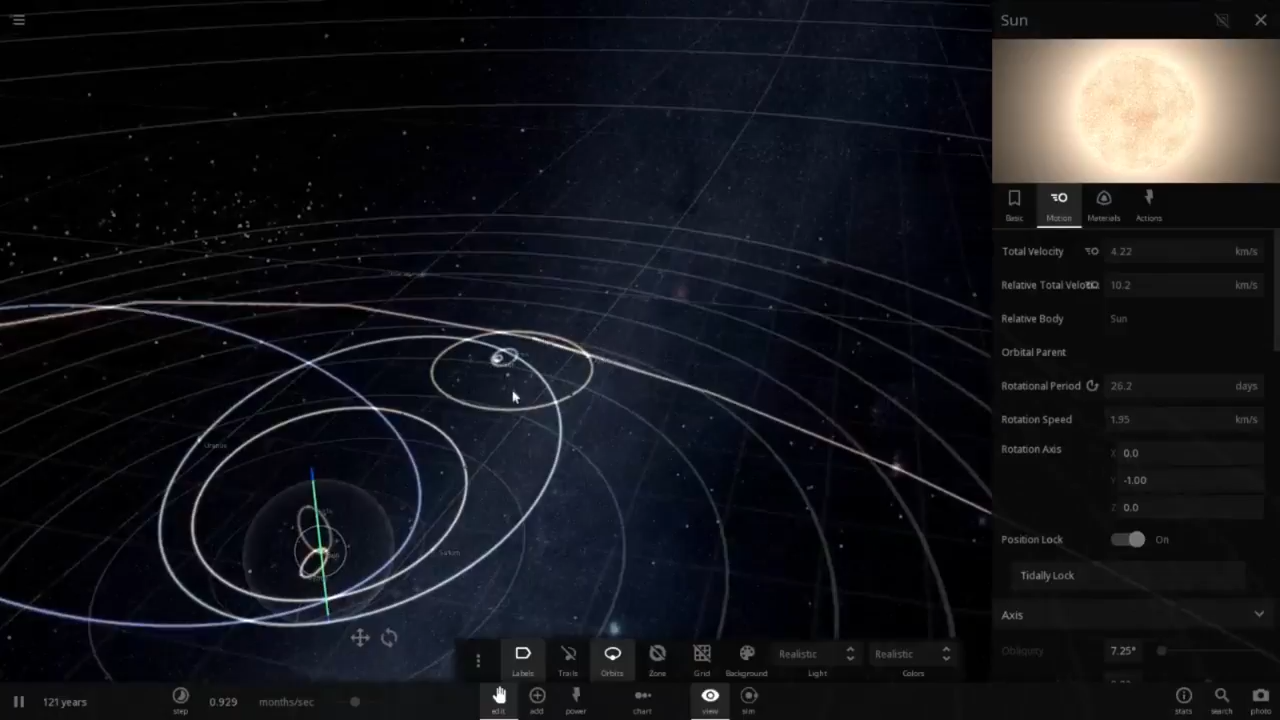 Sun
Basic
Motion
Materials
Actions
Total Velocity 4.22 km/s
Relative Total 10.2 km/s
Relative Body Sun
Orbital Parent
Rotational Period 26.2 days
Rotation Speed 1.95 km/s
Rotation Axis X 0.0
Y -1.00
Z 0.0
Position Lock On
Tidally Lock
Axis
Obliquity 7.25°
Uranus
Saturn
Labels
Trails
Orbits
Zone
Grid
Background
Realistic
Light
Realistic
Colors
121 years
step
0.929 months/sec
edit
add
power
chart
view
sim
stats
search
photo